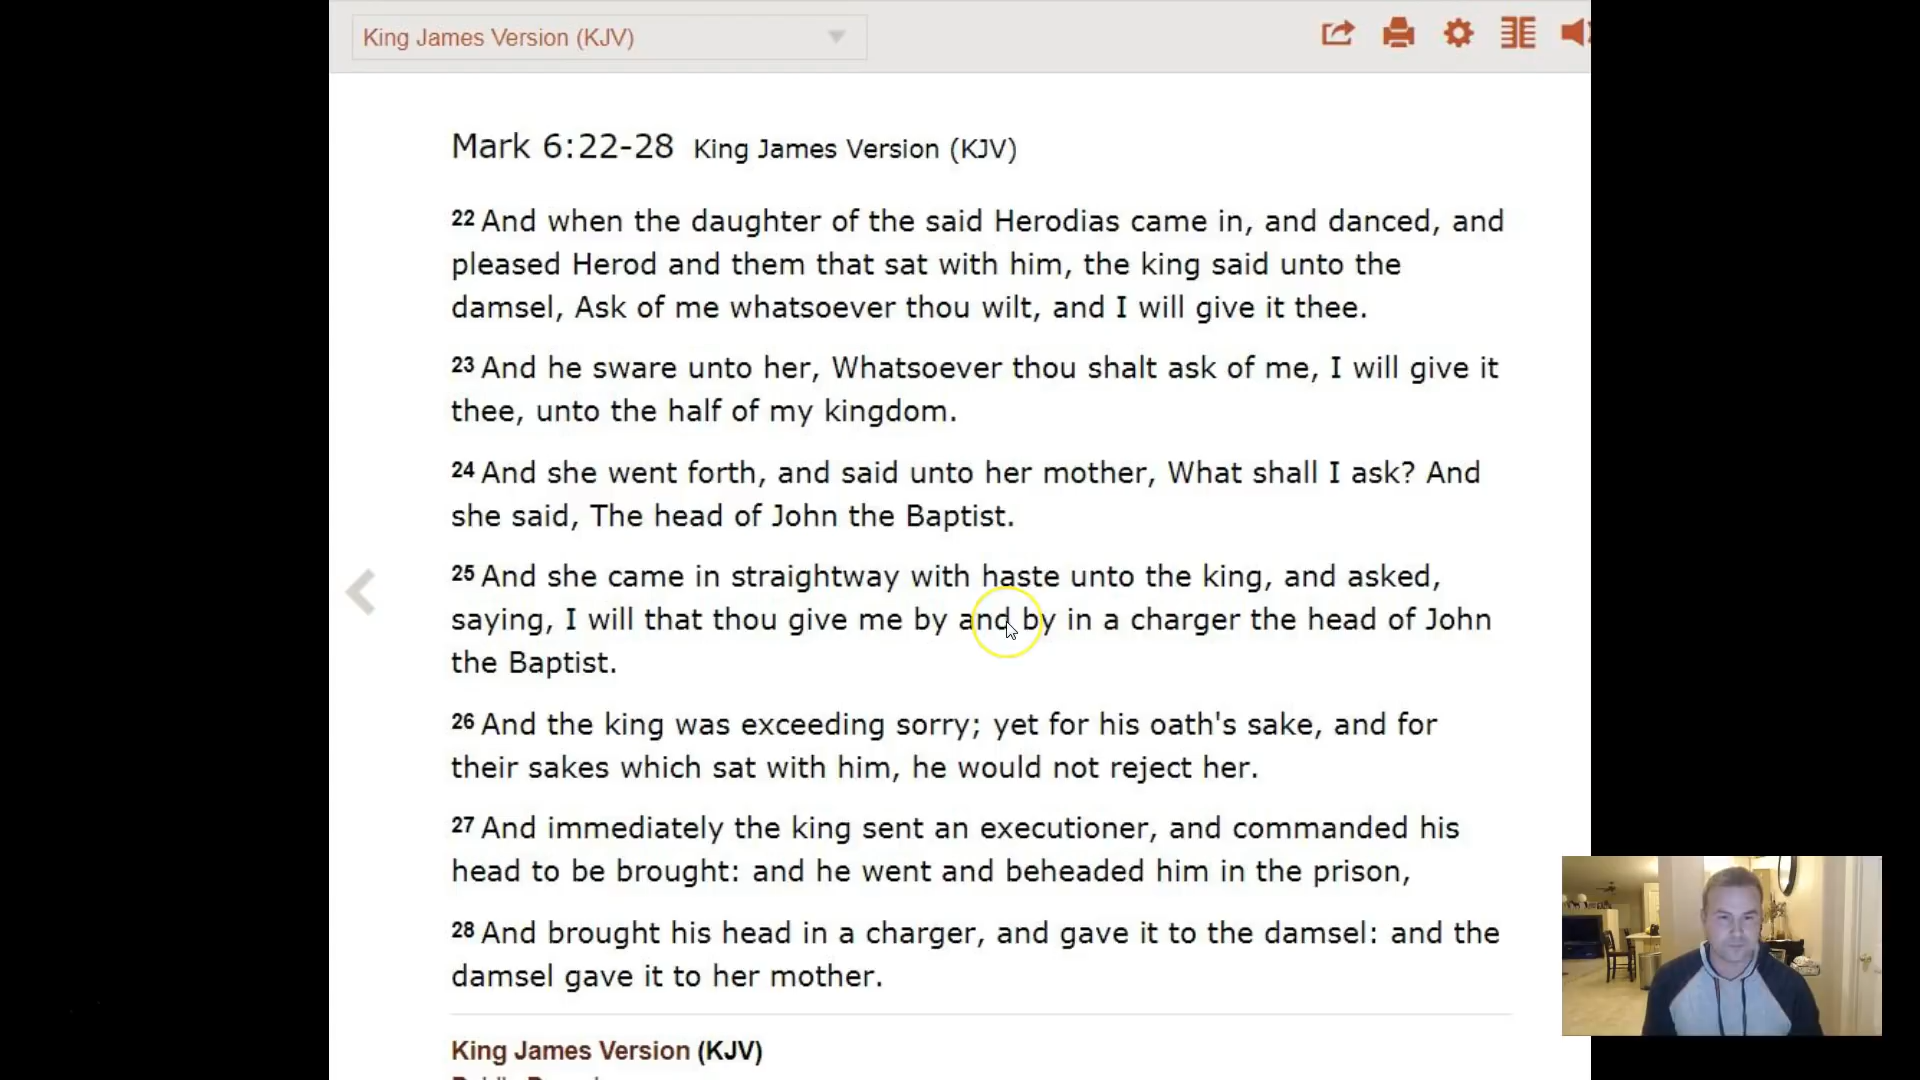 King James Version (KJV)
Mark 6:22-28 King James Version (KJV)
22 And when the daughter of the said Herodias came in, and danced, and
pleased Herod and them that sat with him, the king said unto the
damsel, Ask of me whatsoever thou wilt, and I will give it thee.
23 And he sware unto her, Whatsoever thou shalt ask of me, I will give it
thee, unto the half of my kingdom.
24 And she went forth, and said unto her mother, What shall I ask? And
she said, The head of John the Baptist.
25 And she came in straightway with haste unto the king, and asked,
saying, I will that thou give me by and by in a charger the head of John
the Baptist.
26 And the king was exceeding sorry; yet for his oath's sake, and for
their sakes which sat with him, he would not reject her.
27 And immediately the king sent an executioner, and commanded his
head to be brought: and he went and beheaded him in the prison,
28 And brought his head in a charger, and gave it to the damsel: and the
damsel gave it to her mother.
King James Version (KJV)